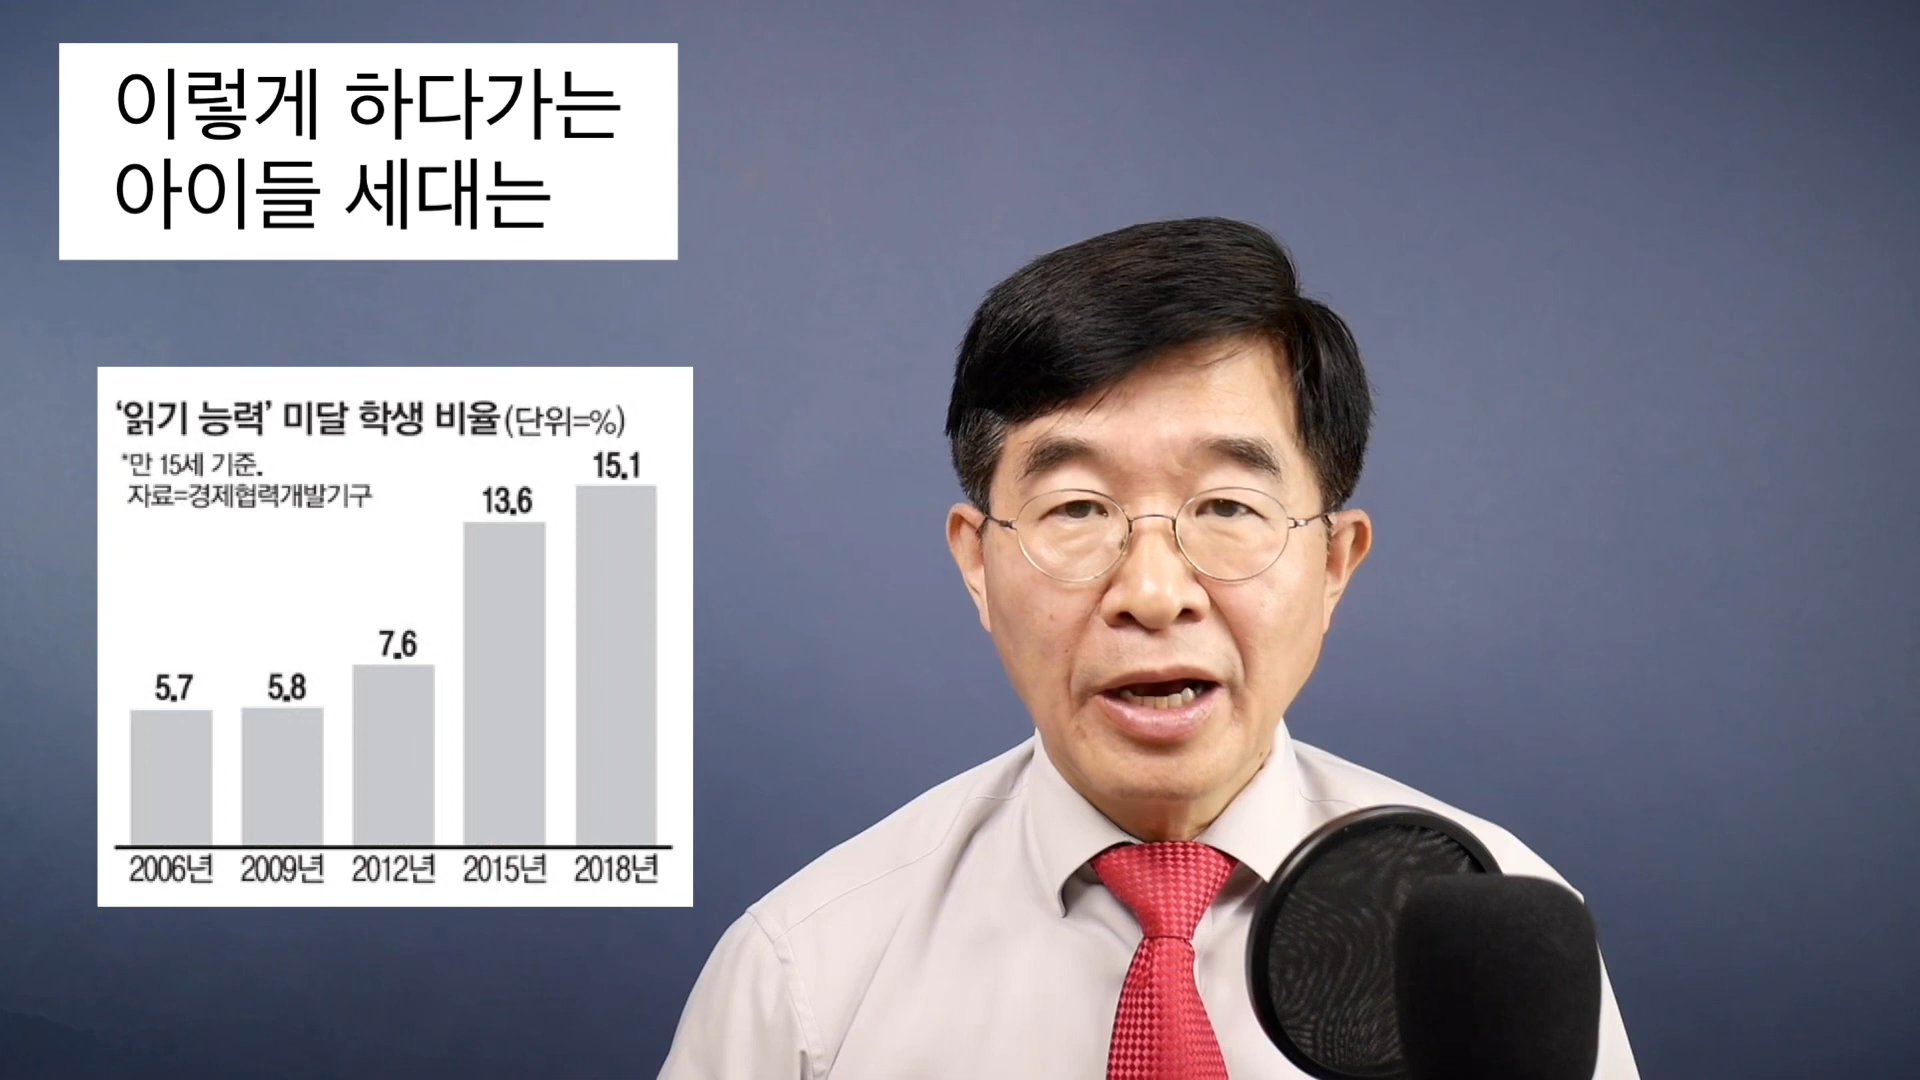 이렇게 하다가는
아이들 세대는
‘읽기 능력’ 미달 학생 비율(단위=%)
*만 15세 기준.
자료=경제협력개발기구
5.7
5.8
7.6
13.6
15.1
2006년 2009년 2012년 2015년 2018년